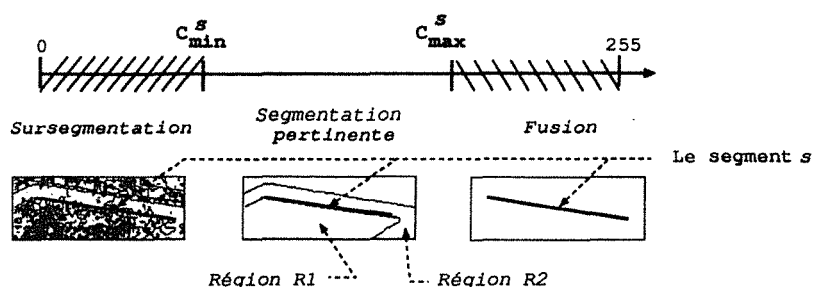 0 C^s_min C^s_max 255
Sursegmentation Segmentation pertinente Fusion
Le segment s
Région R1 Région R2